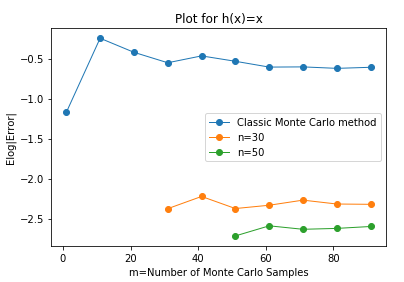 Plot for h(x)=x
Elog|Error|
−0.5
−1.0
−1.5
−2.0
−2.5
Classic Monte Carlo method
n=30
n=50
0 20 40 60 80
m=Number of Monte Carlo Samples